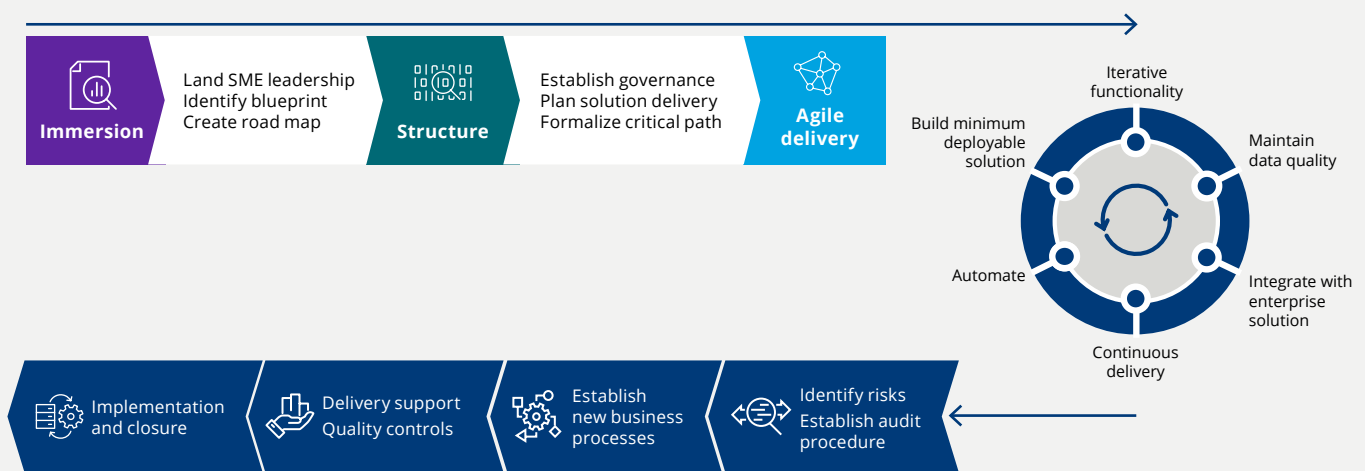 Immersion
Land SME leadership
Identify blueprint
Create road map
Structure
Establish governance
Plan solution delivery
Formalize critical path
Agile
delivery
Iterative
functionality
Maintain
data quality
Integrate with
enterprise
solution
Continuous
delivery
Automate
Build minimum
deployable
solution
Identify risks
Establish audit
procedure
Establish
new business
processes
Delivery support
Quality controls
Implementation
and closure